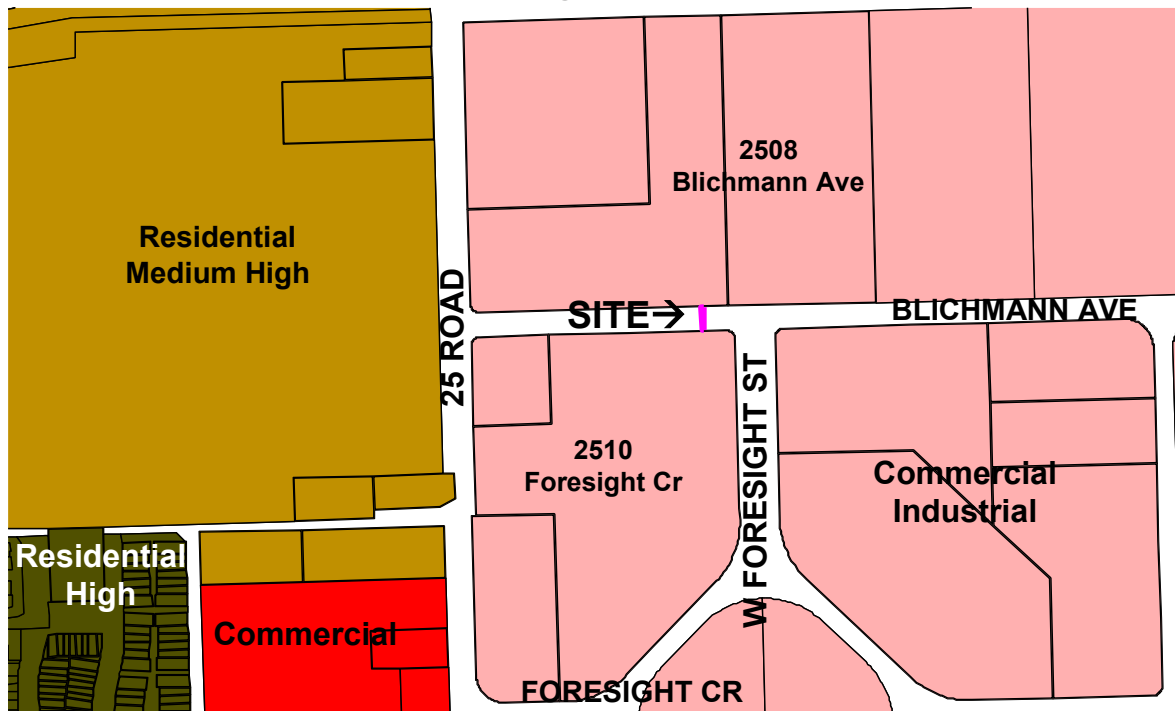 2508
Blichmann Ave
Residential
Medium High
25 ROAD
SITE→
BLICHMANN AVE
2510
Foresight Cr
W FORESIGHT ST
Commercial
Industrial
Residential
High
Commercial
FORESIGHT CR